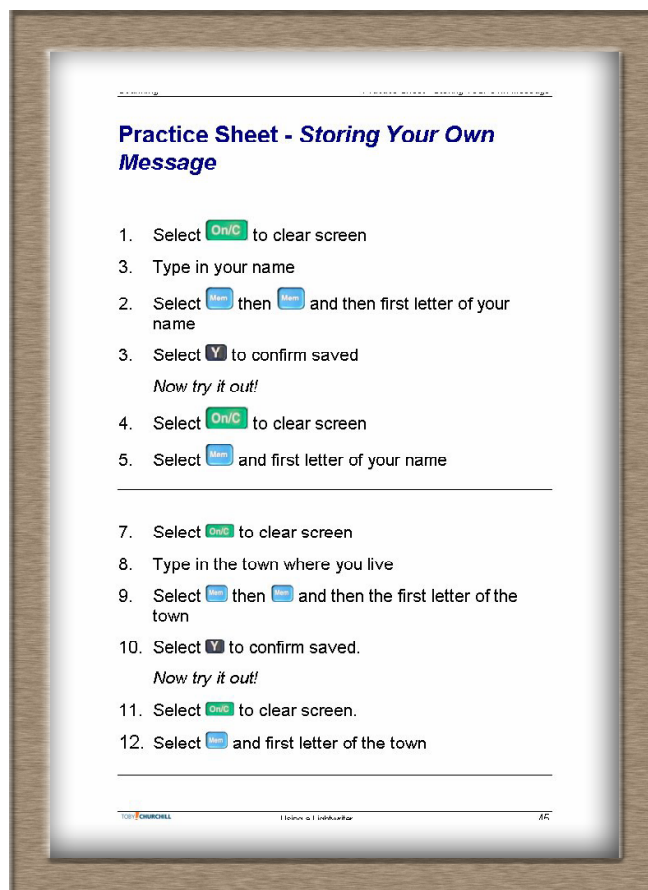 Practice Sheet - Storing Your Own
Message
1. Select On/C to clear screen
3. Type in your name
2. Select Mem then Mem and then first letter of your
name
3. Select Y to confirm saved
Now try it out!
4. Select On/C to clear screen
5. Select Mem and first letter of your name
7. Select On/C to clear screen
8. Type in the town where you live
9. Select Mem then Mem and then the first letter of the
town
10. Select Y to confirm saved.
Now try it out!
11. Select On/C to clear screen.
12. Select Mem and first letter of the town
TOBY CHURCHILL Using a Lightwriter 45